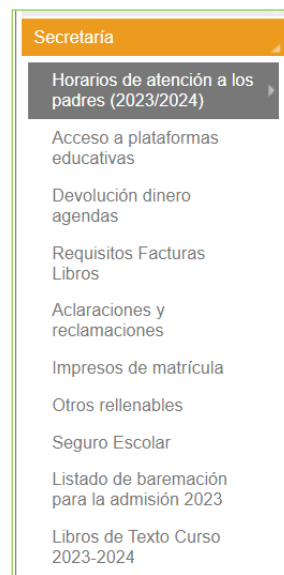 Secretaría
Horarios de atención a los
padres (2023/2024)
Acceso a plataformas
educativas
Devolución dinero
agendas
Requisitos Facturas
Libros
Aclaraciones y
reclamaciones
Impresos de matrícula
Otros rellenables
Seguro Escolar
Listado de baremación
para la admisión 2023
Libros de Texto Curso
2023-2024